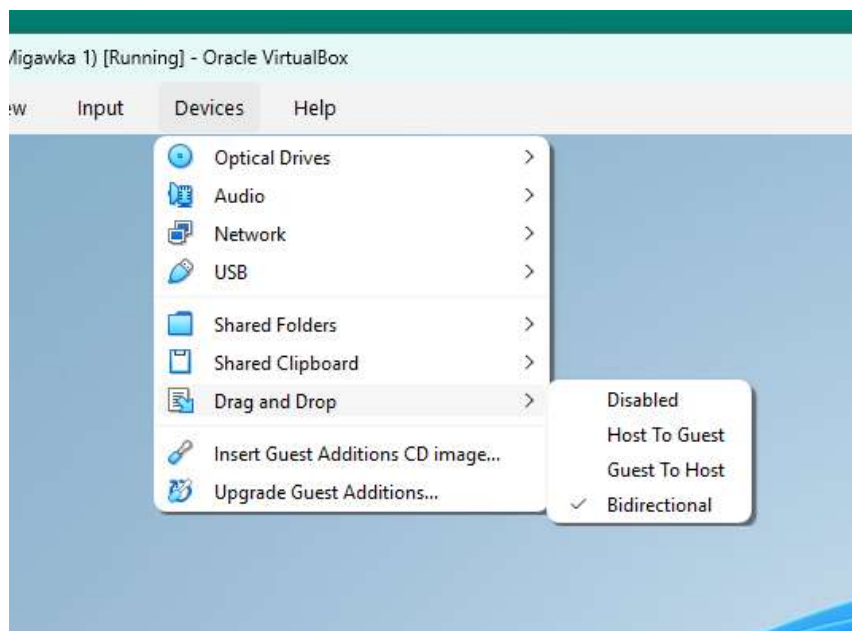 Migawka 1) [Running] - Oracle VirtualBox
ew Input Devices Help
Optical Drives
Audio
Network
USB
Shared Folders
Shared Clipboard
Drag and Drop
Disabled
Host To Guest
Guest To Host
Bidirectional
Insert Guest Additions CD image...
Upgrade Guest Additions...